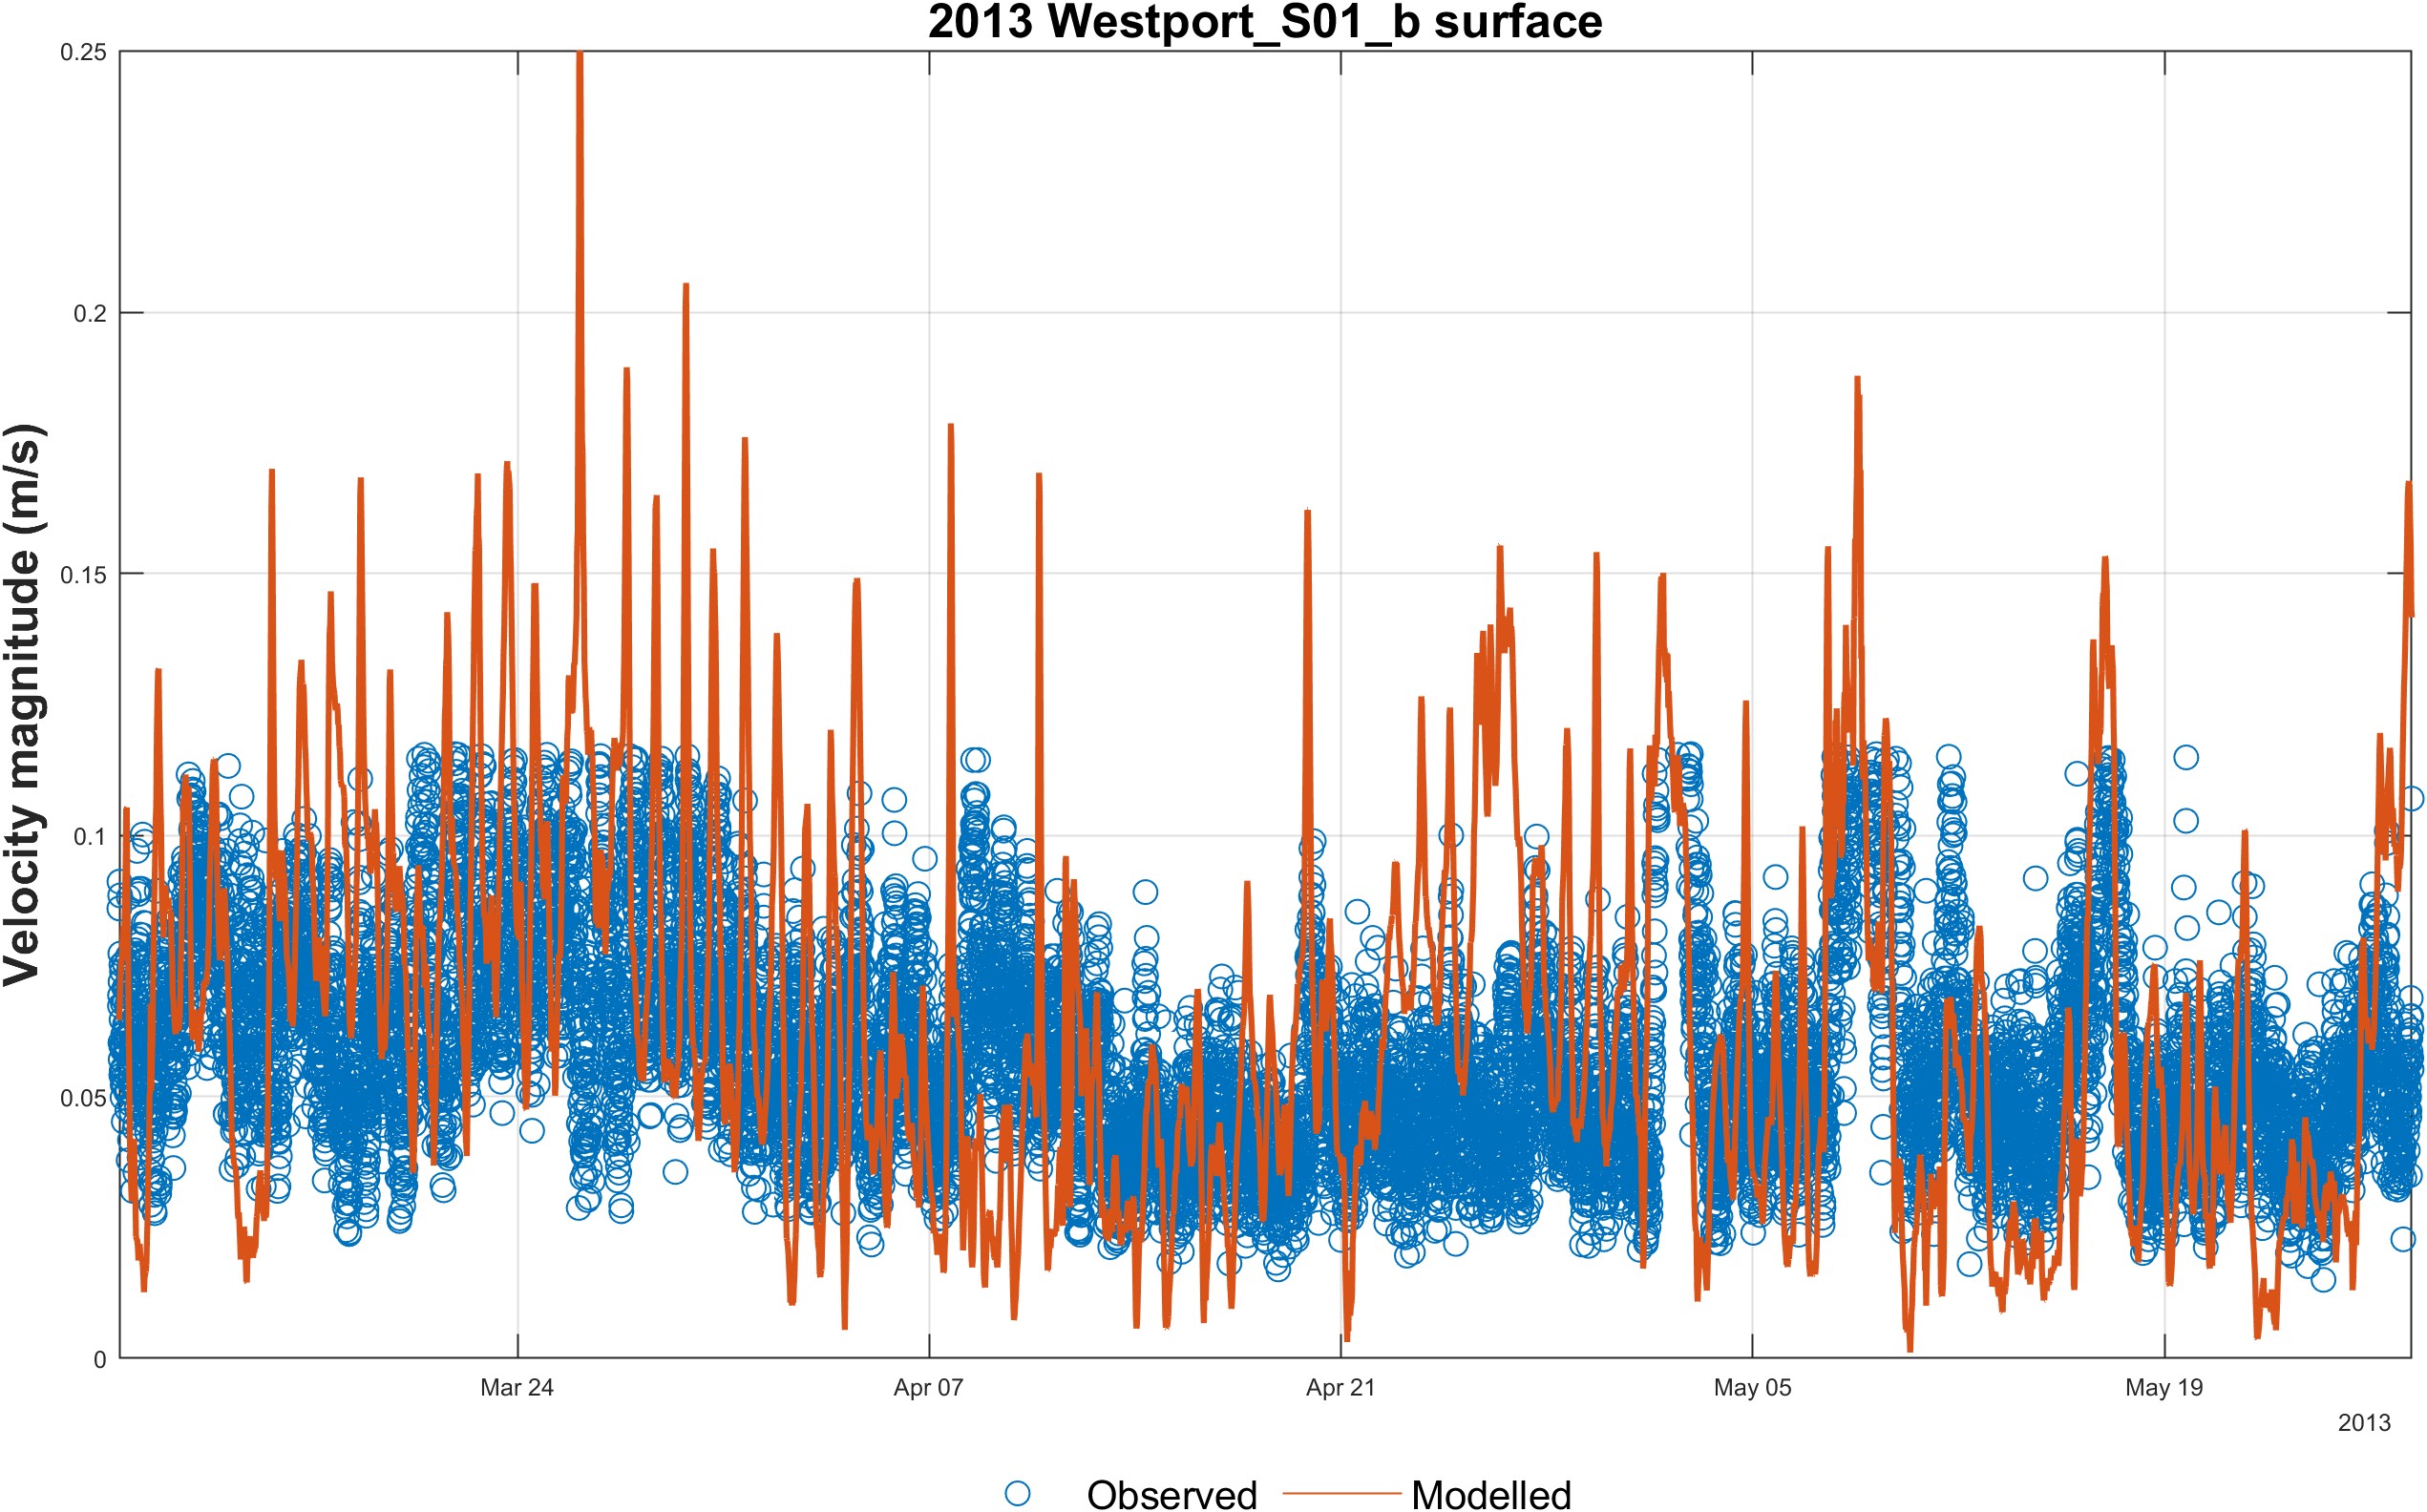 2013 Westport_S01_b surface
Velocity magnitude (m/s)
0.25
0.2
0.15
0.1
0.05
0
Mar 24
Apr 07
Apr 21
May 05
May 19
2013
Observed
Modelled